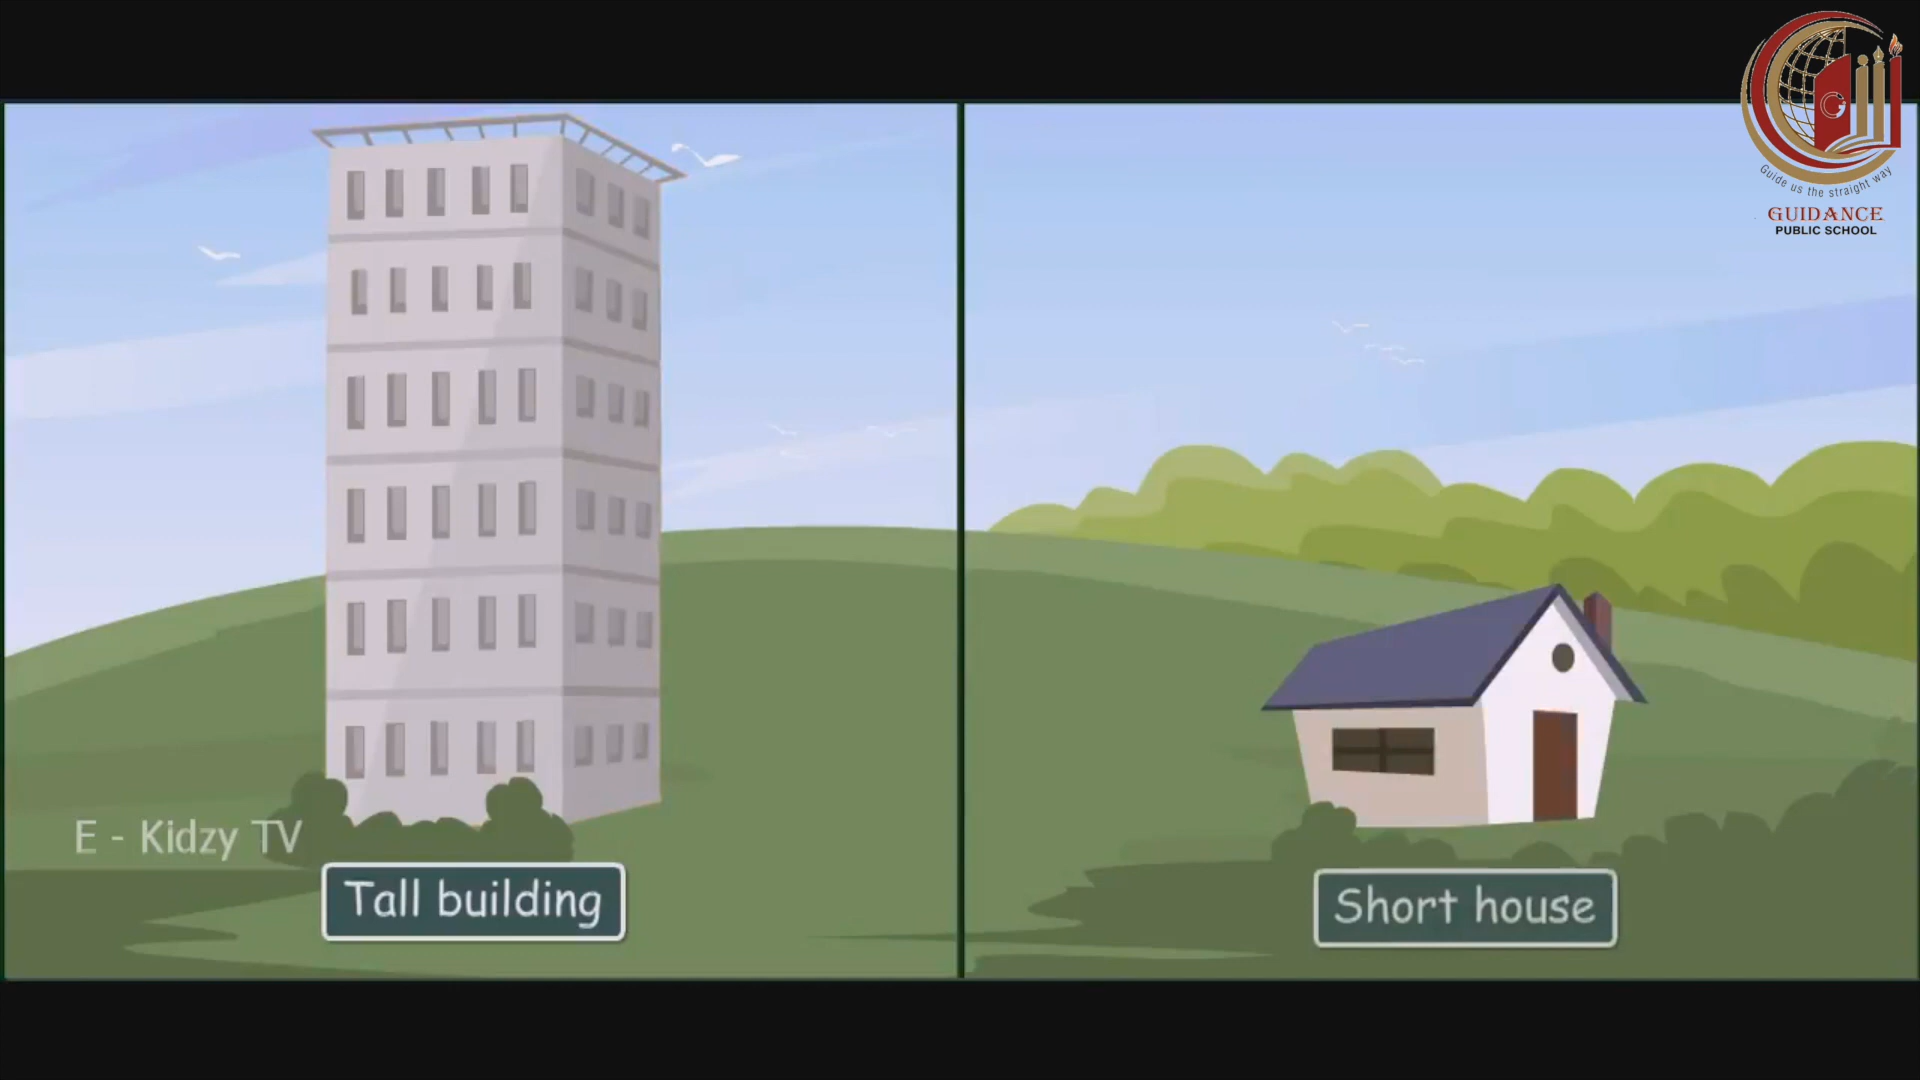 Guide us the straight way
GUIDANCE
PUBLIC SCHOOL
E - Kidzy TV
Tall building
Short house